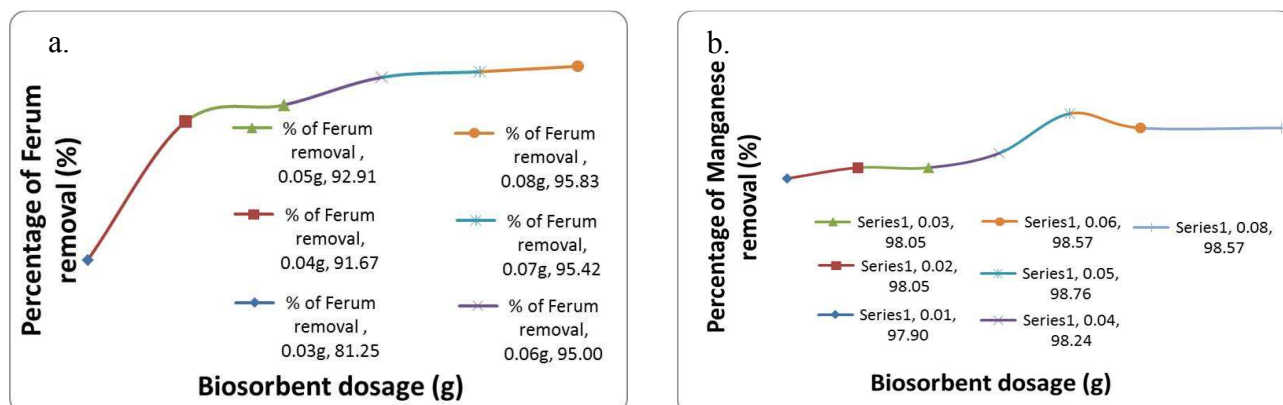 a.
Percentage of Ferum
removal (%)
% of Ferum
removal ,
0.05g, 92.91
% of Ferum
removal ,
0.08g, 95.83
% of Ferum
removal,
0.04g, 91.67
% of Ferum
removal,
0.07g, 95.42
% of Ferum
removal ,
0.03g, 81.25
% of Ferum
removal,
0.06g, 95.00
Biosorbent dosage (g)
b.
Percentage of Manganese
removal (%)
Series1, 0.03,
98.05
Series1, 0.06,
98.57
Series1, 0.08,
98.57
Series1, 0.02,
98.05
Series1, 0.05,
98.76
Series1, 0.01,
97.90
Series1, 0.04,
98.24
Biosorbent dosage (g)